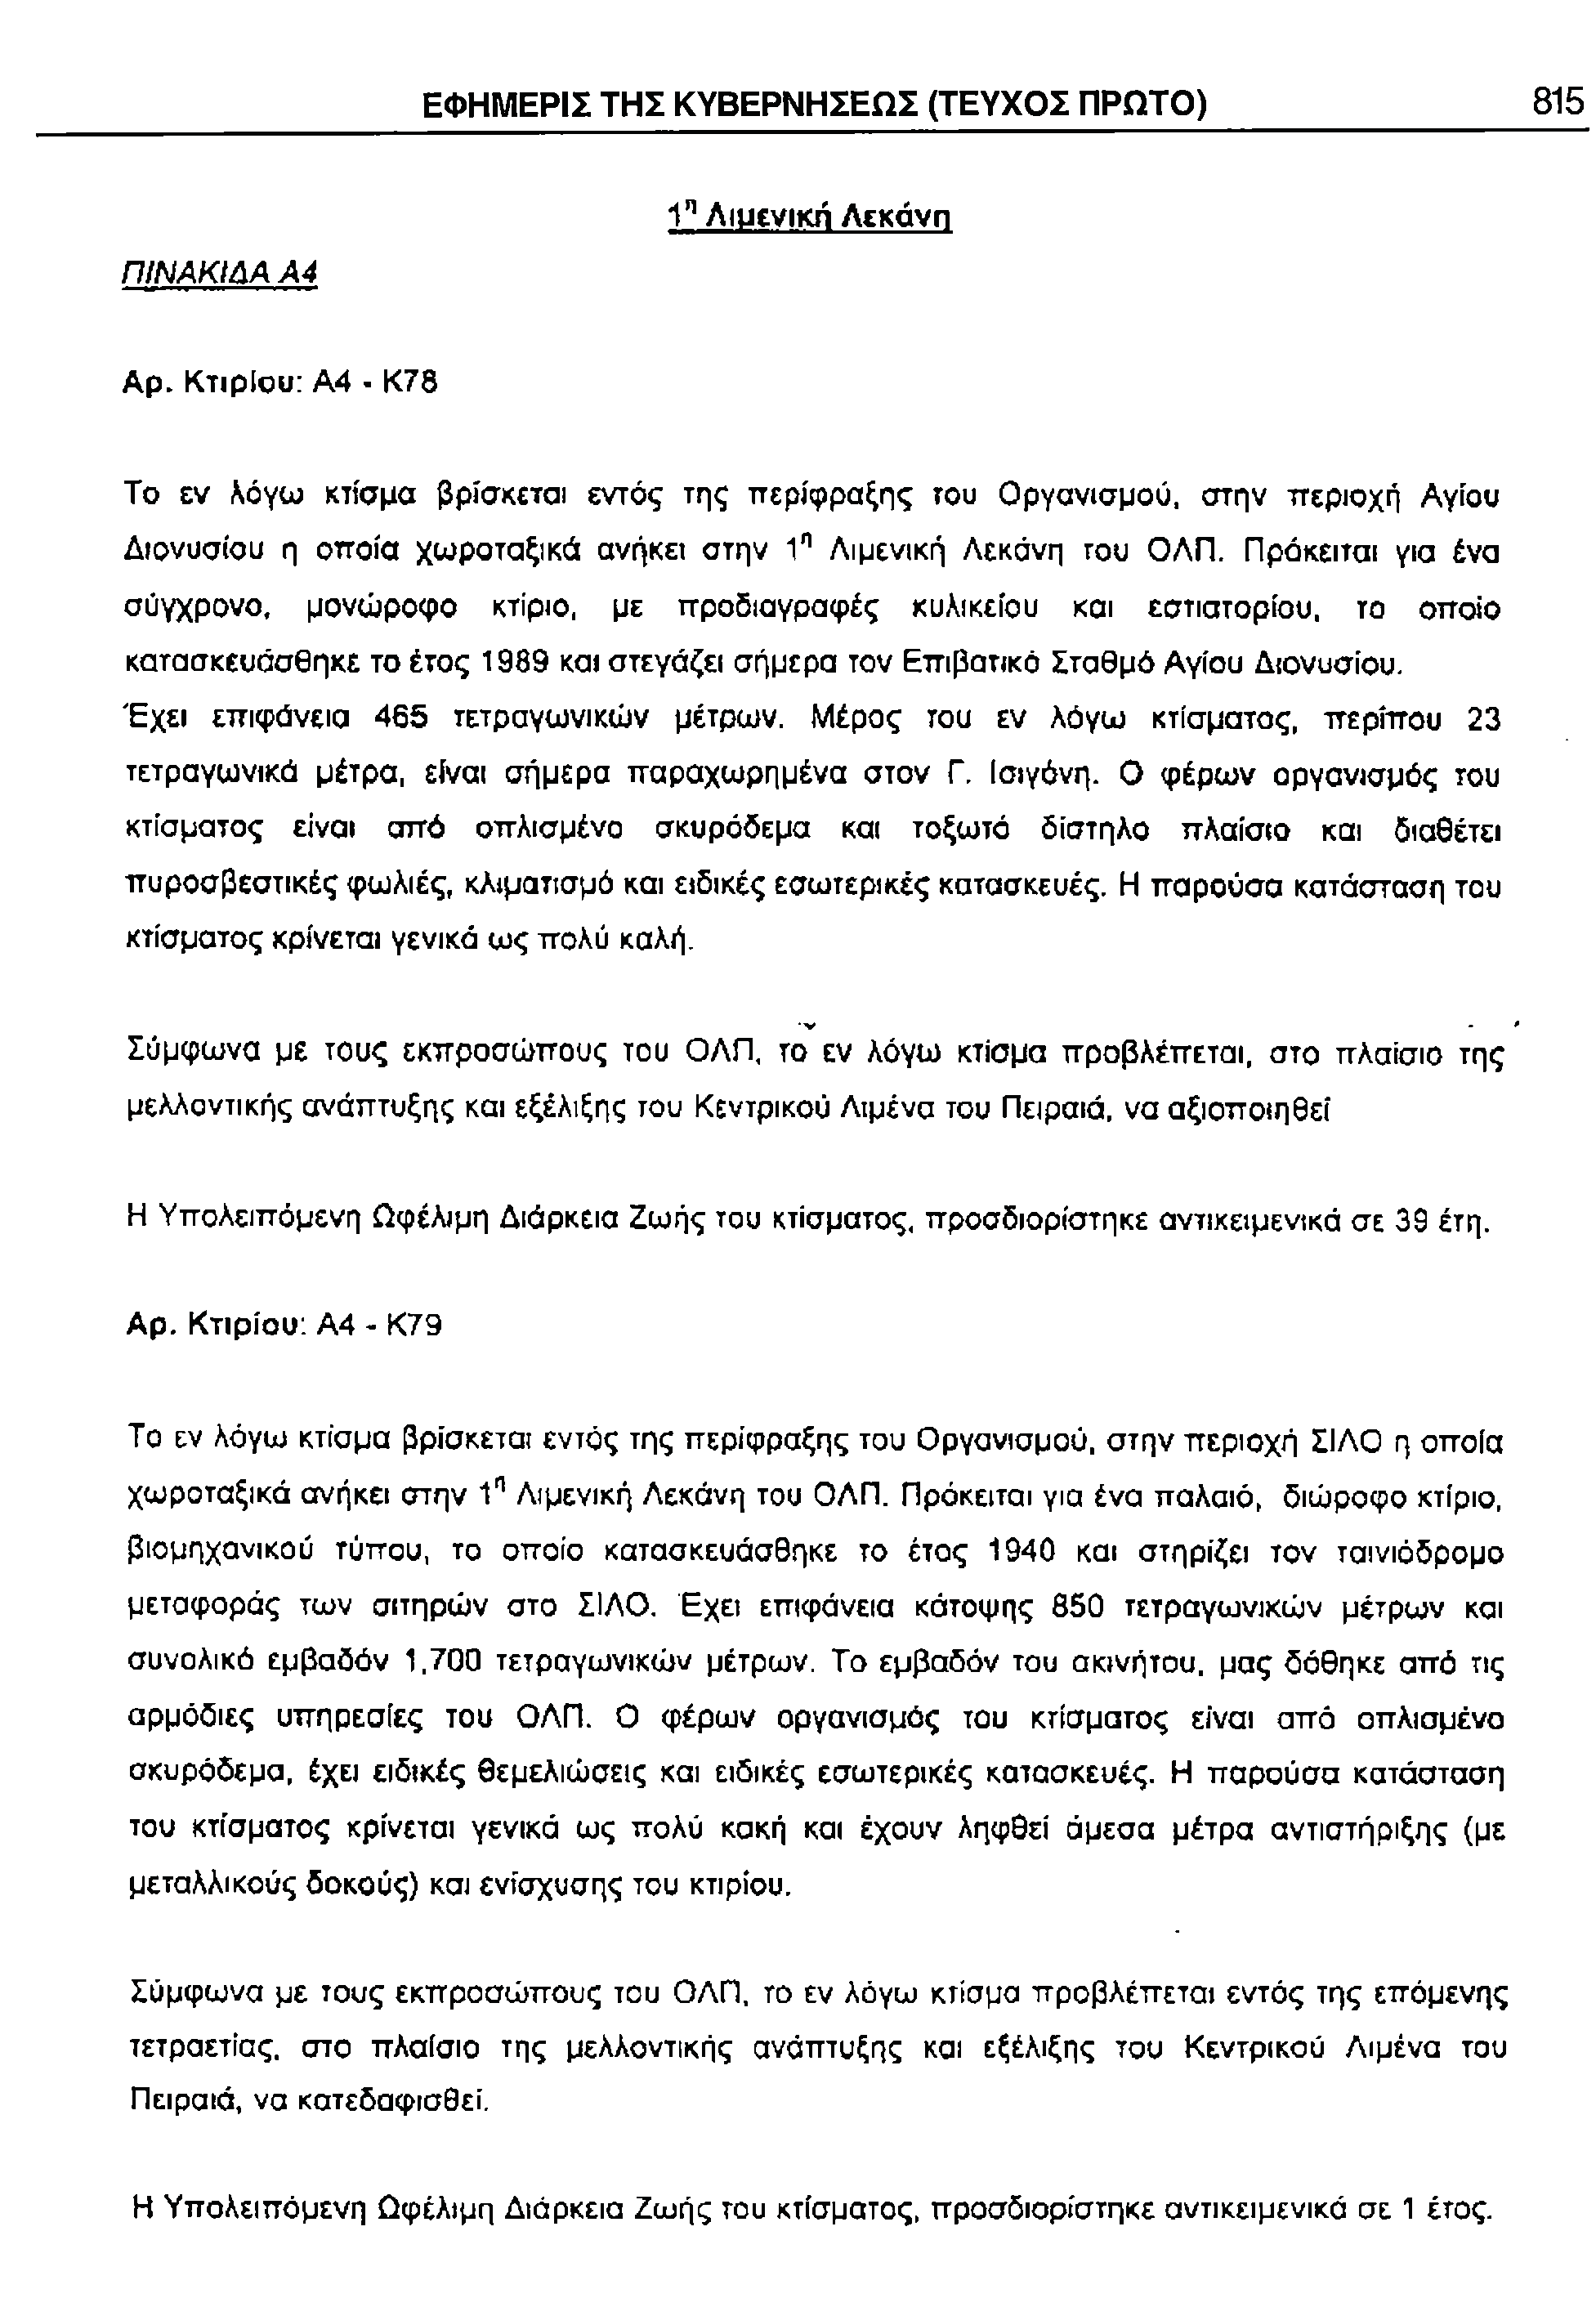 ΕΦΗΜΕΡΙΣ ΤΗΣ ΚΥΒΕΡΝΗΣΕΩΣ (ΤΕΥΧΟΣ ΠΡΩΤΟ) 815
1η Λιμενική Λεκάνη
ΠΙΝΑΚΙΔΑ Α4
Αρ. Κτιρίου: Α4 - Κ78
Το εν λόγω κτίσμα βρίσκεται εντός της περίφραξης του Οργανισμού, στην περιοχή Αγίου
Διονυσίου η οποία χωροταξικά ανήκει στην 1η Λιμενική Λεκάνη του ΟΛΠ. Πρόκειται για ένα
σύγχρονο, μονώροφο κτίριο, με προδιαγραφές κυλικείου και εστιατορίου, το οποίο
κατασκευάσθηκε το έτος 1989 και στεγάζει σήμερα τον Επιβατικό Σταθμό Αγίου Διονυσίου.
Έχει επιφάνεια 465 τετραγωνικών μέτρων. Μέρος του εν λόγω κτίσματος, περίπου 23
τετραγωνικά μέτρα, είναι σήμερα παραχωρημένα στον Γ. Ισιγόνη. Ο φέρων οργανισμός του
κτίσματος είναι από οπλισμένο σκυρόδεμα και τοξωτό δίστηλο πλαίσιο και διαθέτει
πυροσβεστικές φωλιές, κλιματισμό και ειδικές εσωτερικές κατασκευές. Η παρούσα κατάσταση του
κτίσματος κρίνεται γενικά ως πολύ καλή.
Σύμφωνα με τους εκπροσώπους του ΟΛΠ, το εν λόγω κτίσμα προβλέπεται, στο πλαίσιο της
μελλοντικής ανάπτυξης και εξέλιξης του Κεντρικού Λιμένα του Πειραιά, να αξιοποιηθεί
Η Υπολειπόμενη Ωφέλιμη Διάρκεια Ζωής του κτίσματος, προσδιορίστηκε αντικειμενικά σε 39 έτη.
Αρ. Κτιρίου: Α4 - Κ79
Το εν λόγω κτίσμα βρίσκεται εντός της περίφραξης του Οργανισμού, στην περιοχή ΣΙΛΟ η οποία
χωροταξικά ανήκει στην 1η Λιμενική Λεκάνη του ΟΛΠ. Πρόκειται για ένα παλαιό, διώροφο κτίριο,
βιομηχανικού τύπου, το οποίο κατασκευάσθηκε το έτος 1940 και στηρίζει τον ταινιόδρομο
μεταφοράς των σιτηρών στο ΣΙΛΟ. Έχει επιφάνεια κάτοψης 850 τετραγωνικών μέτρων και
συνολικό εμβαδόν 1,700 τετραγωνικών μέτρων. Το εμβαδόν του ακινήτου, μας δόθηκε από τις
αρμόδιες υπηρεσίες του ΟΛΠ. Ο φέρων οργανισμός του κτίσματος είναι από οπλισμένο
σκυρόδεμα, έχει ειδικές θεμελιώσεις και ειδικές εσωτερικές κατασκευές. Η παρούσα κατάσταση
του κτίσματος κρίνεται γενικά ως πολύ κακή και έχουν ληφθεί άμεσα μέτρα αντιστήριξης (με
μεταλλικούς δοκούς) και ενίσχυσης του κτιρίου.
Σύμφωνα με τους εκπροσώπους του ΟΛΠ, το εν λόγω κτίσμα προβλέπεται εντός της επόμενης
τετραετίας, στο πλαίσιο της μελλοντικής ανάπτυξης και εξέλιξης του Κεντρικού Λιμένα του
Πειραιά, να κατεδαφισθεί.
Η Υπολειπόμενη Ωφέλιμη Διάρκεια Ζωής του κτίσματος, προσδιορίστηκε αντικειμενικά σε 1 έτος.